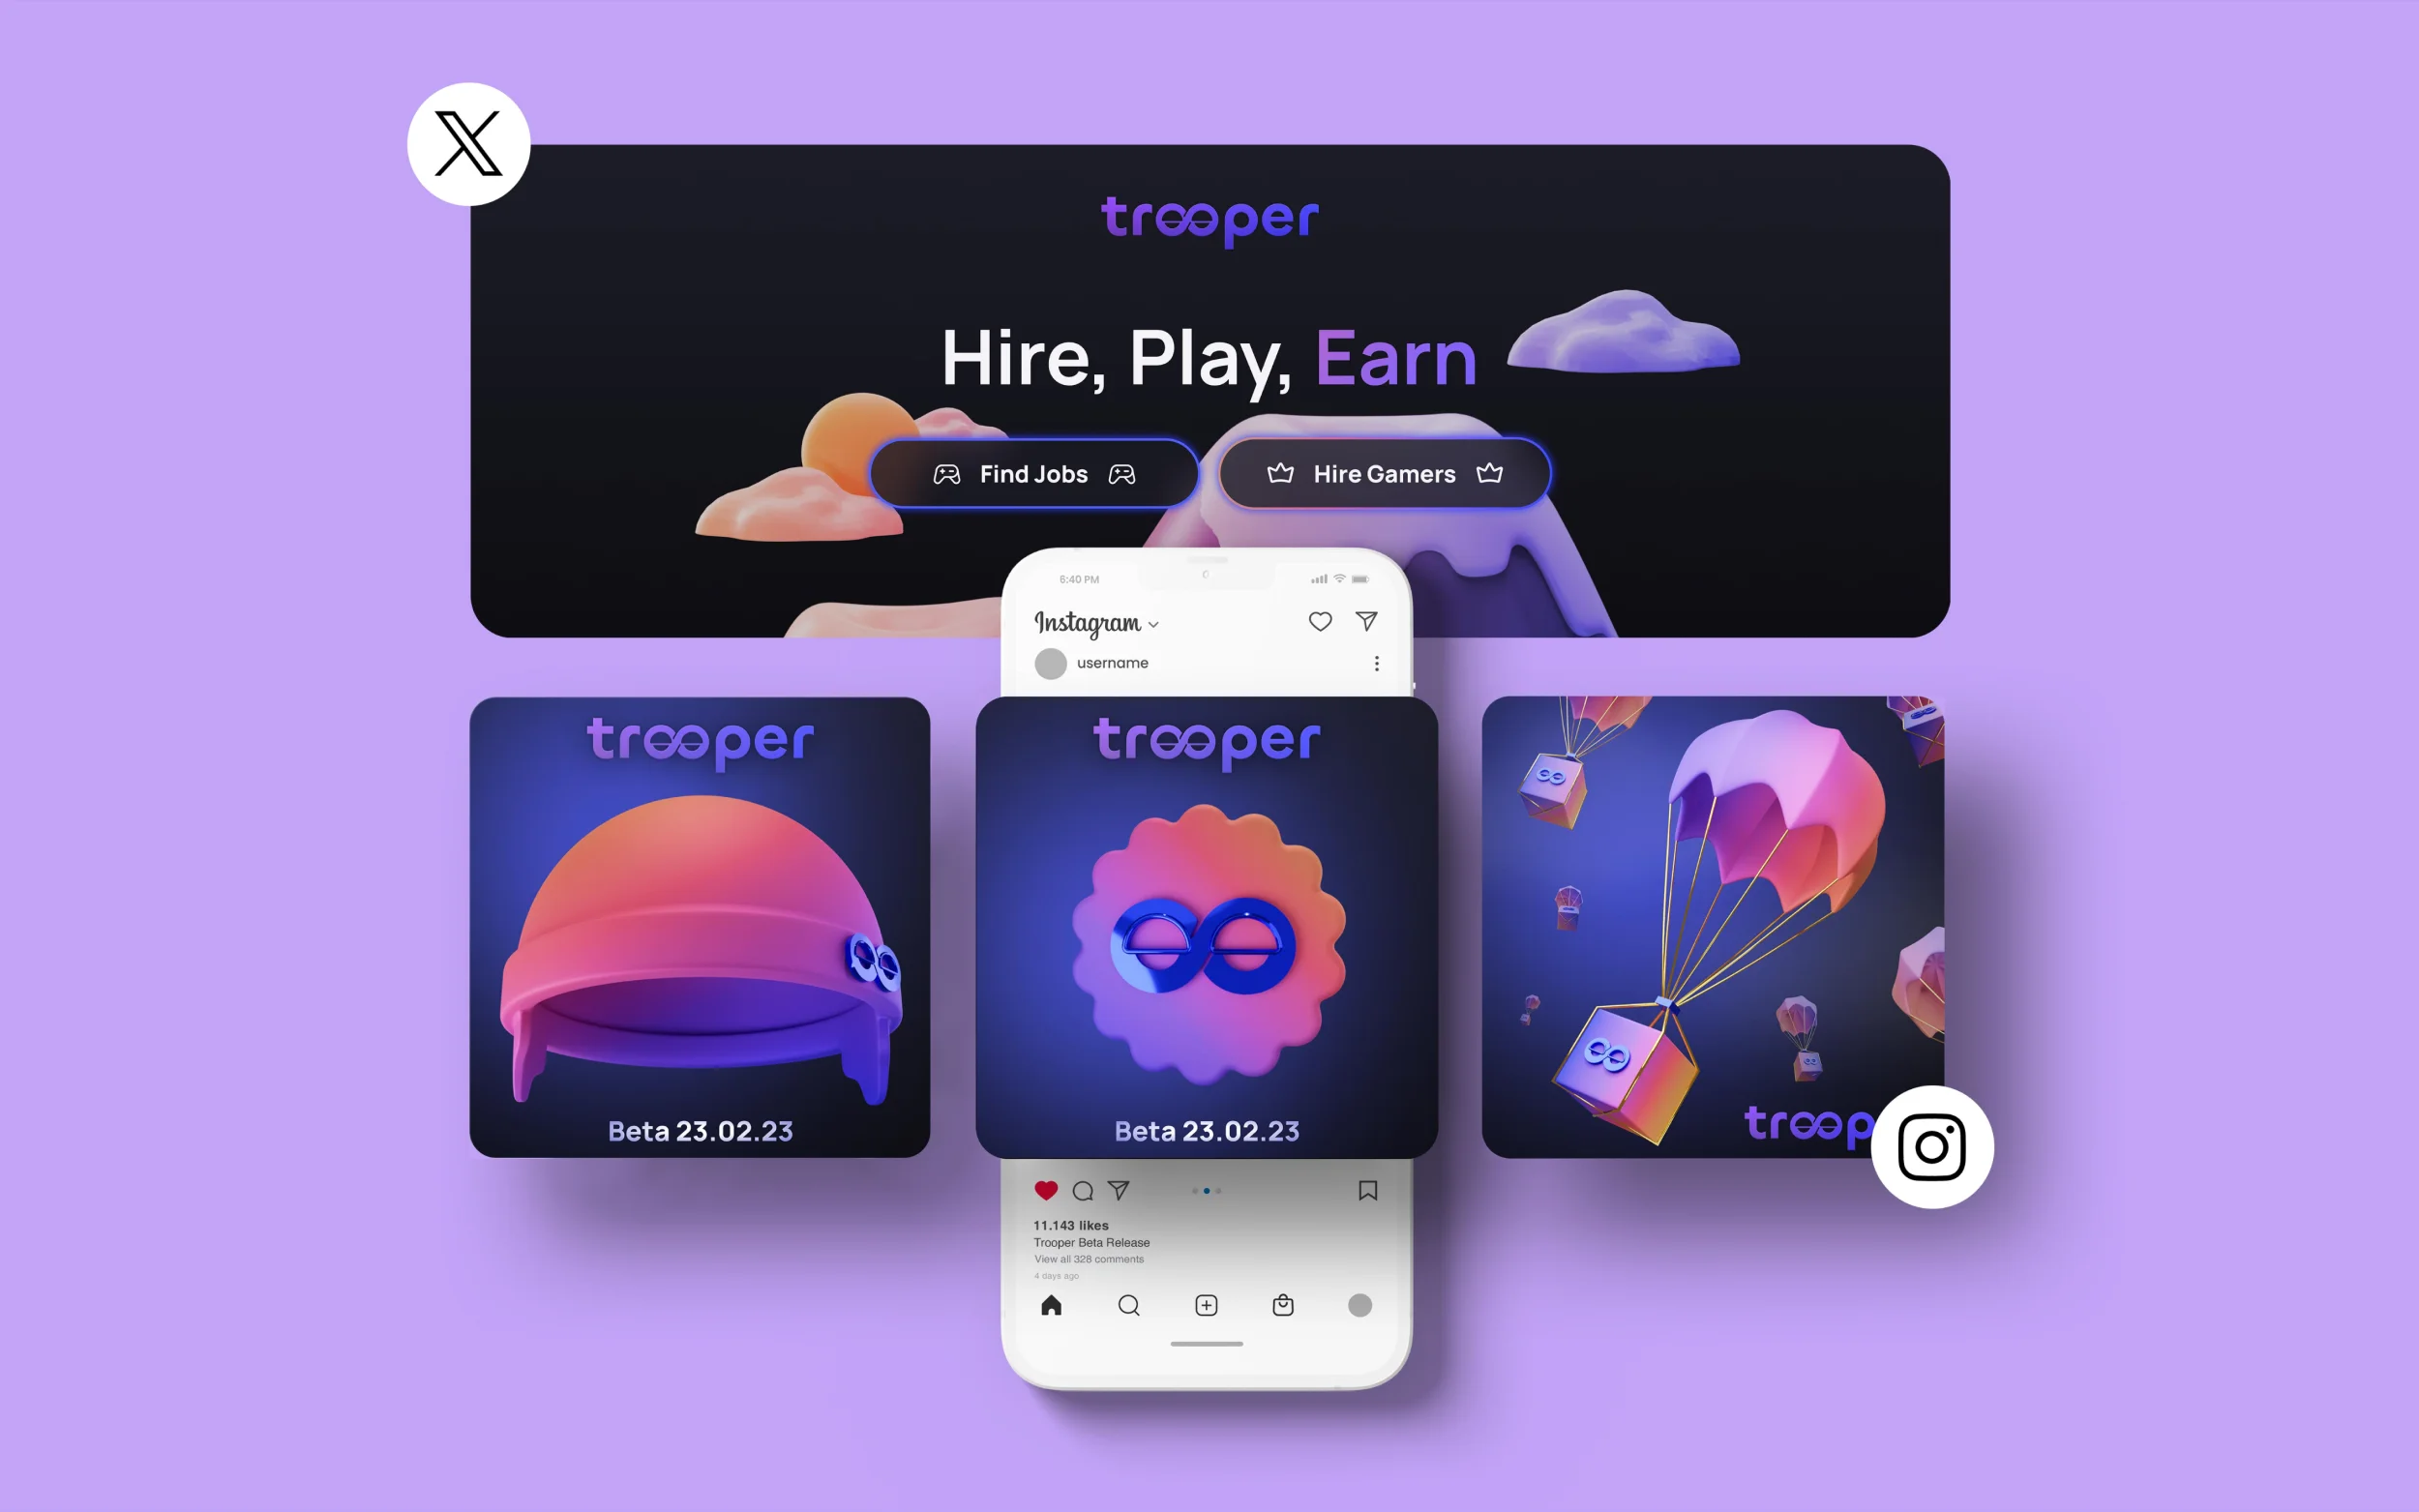 trooper
Hire, Play, Earn
Find Jobs
Hire Gamers
6:40 PM
Instagram
username
trooper
Beta 23.02.23
trooper
Beta 23.02.23
troop
11.143 likes
Trooper Beta Release
View all 328 comments
4 days ago